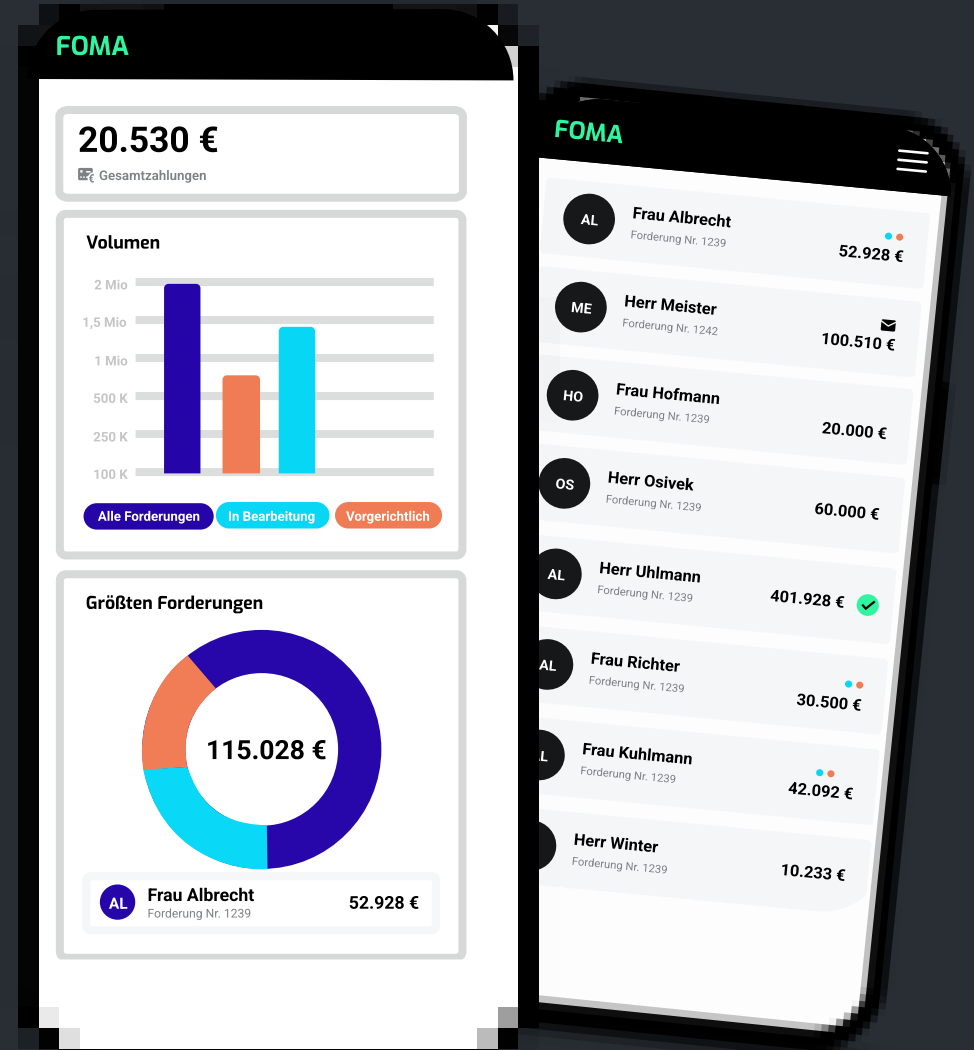 FOMA
20.530 €
Gesamtzahlungen
Volumen
2 Mio
1,5 Mio
1 Mio
500 K
250 K
100 K
Alle Forderungen
In Bearbeitung
Vorgerichtlich
Größten Forderungen
115.028 €
AL
Frau Albrecht
Forderung Nr. 1239
52.928 €
FOMA
AL
Frau Albrecht
Forderung Nr. 1239
52.928 €
ME
Herr Meister
Forderung Nr. 1242
100.510 €
HO
Frau Hofmann
Forderung Nr. 1239
20.000 €
OS
Herr Osivek
Forderung Nr. 1239
60.000 €
AL
Herr Uhlmann
Forderung Nr. 1239
401.928 €
AL
Frau Richter
Forderung Nr. 1239
30.500 €
L
Frau Kuhlmann
Forderung Nr. 1239
42.092 €
Herr Winter
Forderung Nr. 1239
10.233 €